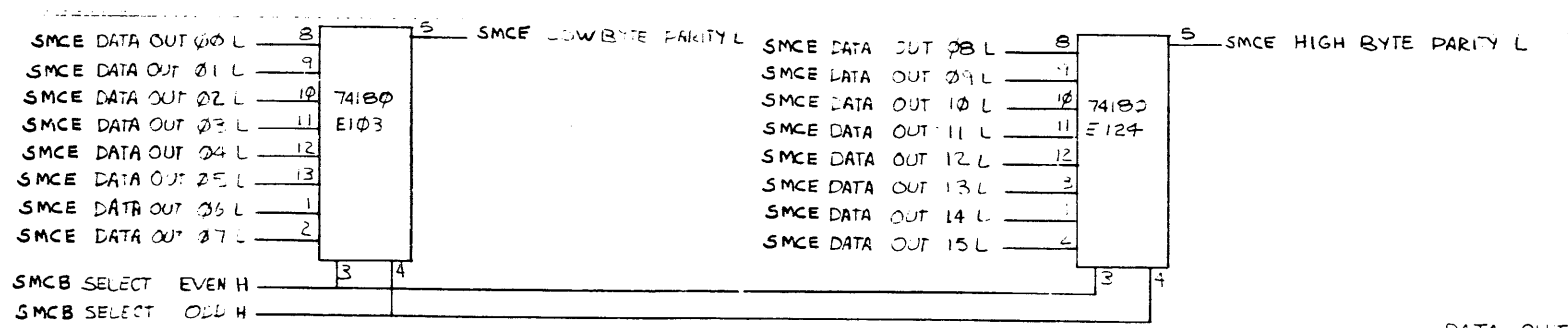 SMCE DATA OUT ØØ L 8
SMCE DATA OUT Ø1 L 9
SMCE DATA OUT Ø2 L 1Ø
SMCE DATA OUT Ø3 L 11
SMCE DATA OUT Ø4 L 12
SMCE DATA OUT Ø5 L 13
SMCE DATA OUT Ø6 L 1
SMCE DATA OUT Ø7 L 2
7418Ø
E1Ø3
5 SMCE LOW BYTE PARITY L
3 4
SMCE DATA OUT Ø8 L 8
SMCE DATA OUT Ø9 L 9
SMCE DATA OUT 1Ø L 1Ø
SMCE DATA OUT 11 L 11
SMCE DATA OUT 12 L 12
SMCE DATA OUT 13 L 3
SMCE DATA OUT 14 L
SMCE DATA OUT 15 L
7418Ø
E124
5 SMCE HIGH BYTE PARITY L
3 4
SMCB SELECT EVEN H
SMCB SELECT ODD H
DATA OUT